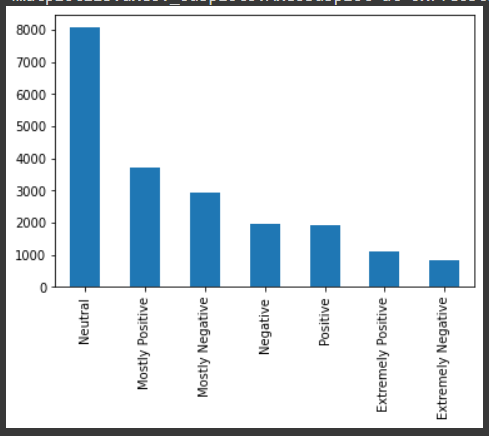 8000
7000
6000
5000
4000
3000
2000
1000
0
Neutral
Mostly Positive
Mostly Negative
Negative
Positive
Extremely Positive
Extremely Negative